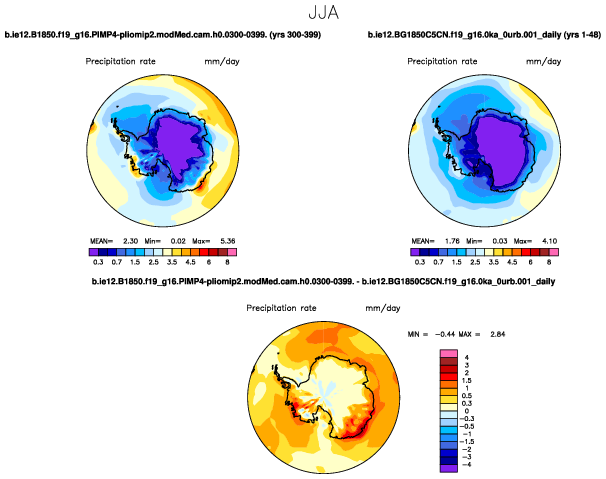 JJA
b.ie12.B1850.f19_g16.PIMP4-pliomip2.modMed.cam.h0.0300-0399. (yrs 300-399)
b.ie12.BG1850C5CN.f19_g16.0ka_0urb.001_daily (yrs 1-48)
Precipitation rate mm/day
Precipitation rate mm/day
MEAN= 2.30 Min= 0.02 Max= 5.36
MEAN= 1.76 Min= 0.03 Max= 4.10
0.3 0.7 1.5 2.5 3.5 4.5 6 8
0.3 0.7 1.5 2.5 3.5 4.5 6 8
b.ie12.B1850.f19_g16.PIMP4-pliomip2.modMed.cam.h0.0300-0399. - b.ie12.BG1850C5CN.f19_g16.0ka_0urb.001_daily
Precipitation rate mm/day
MIN = -0.44 MAX = 2.84
4
3
2
1.5
1
0.5
0.3
0
-0.3
-0.5
-1
-1.5
-2
-3
-4